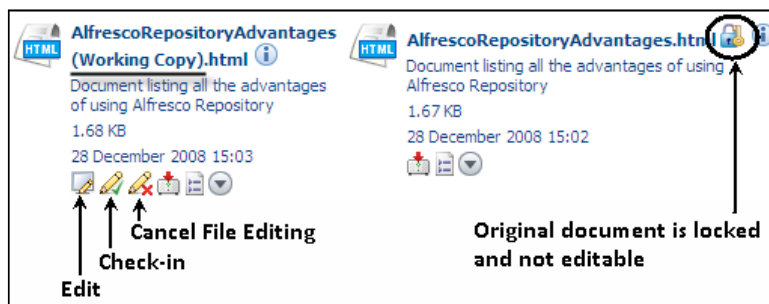 HTML
AlfrescoRepositoryAdvantages
(Working Copy).html
Document listing all the advantages
of using Alfresco Repository
1.68 KB
28 December 2008 15:03
HTML
AlfrescoRepositoryAdvantages.html
Document listing all the advantages of using
Alfresco Repository
1.67 KB
28 December 2008 15:02
Cancel File Editing
Check-in
Edit
Original document is locked
and not editable